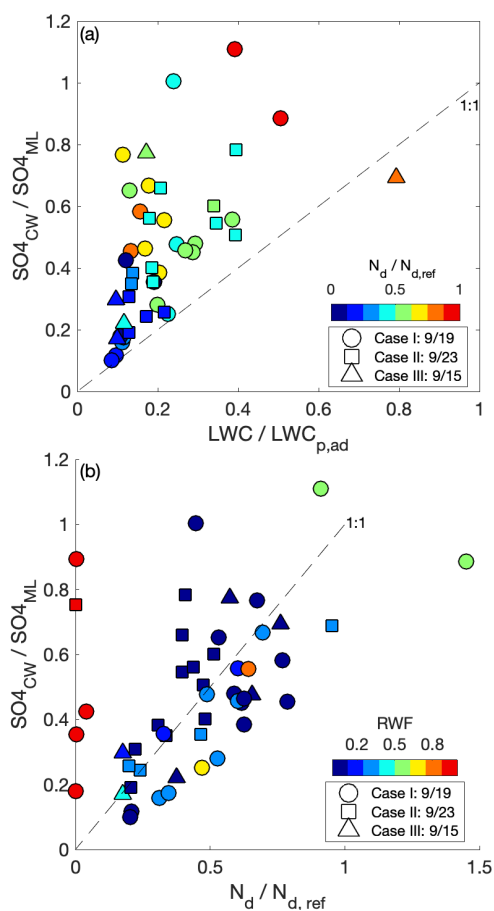 (a)
1.2
1
0.8
0.6
0.4
0.2
0
SO4CW / SO4ML
1:1
Nd / Nd,ref
0 0.5 1
Case I: 9/19
Case II: 9/23
Case III: 9/15
0 0.2 0.4 0.6 0.8 1
LWC / LWCp,ad
(b)
1.2
1
0.8
0.6
0.4
0.2
0
SO4CW / SO4ML
1:1
RWF
0.2 0.5 0.8
Case I: 9/19
Case II: 9/23
Case III: 9/15
0 0.5 1 1.5
Nd / Nd, ref